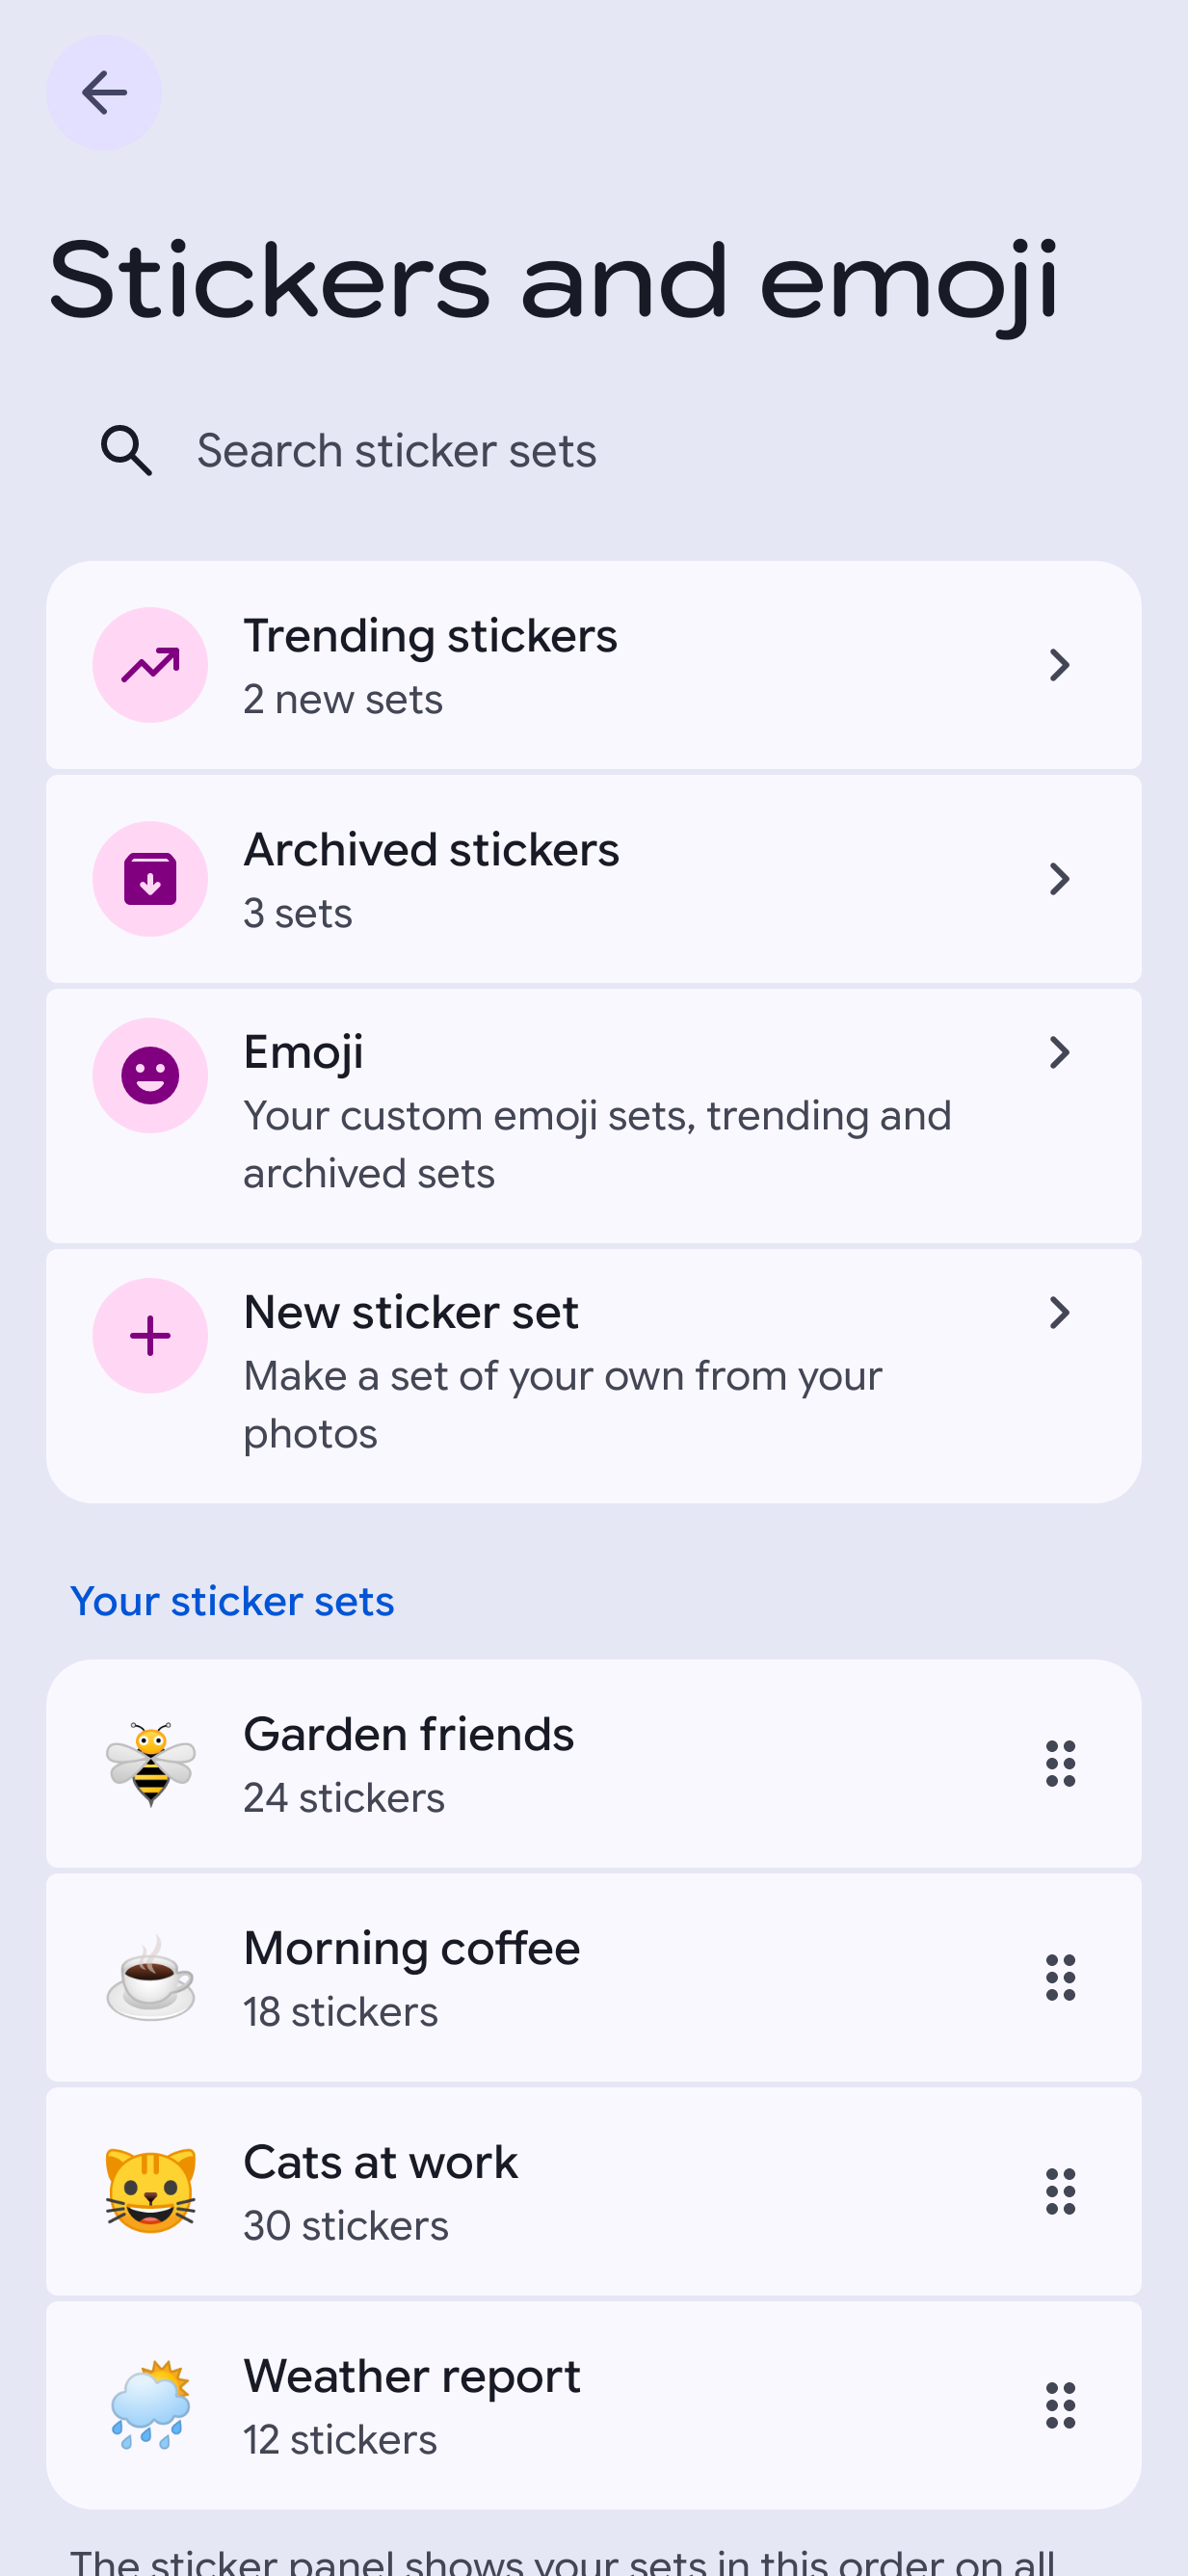 Stickers and emoji
Search sticker sets
Trending stickers
2 new sets
Archived stickers
3 sets
Emoji
Your custom emoji sets, trending and
archived sets
New sticker set
Make a set of your own from your
photos
Your sticker sets
Garden friends
24 stickers
Morning coffee
18 stickers
Cats at work
30 stickers
Weather report
12 stickers
The sticker panel shows your sets in this order on all